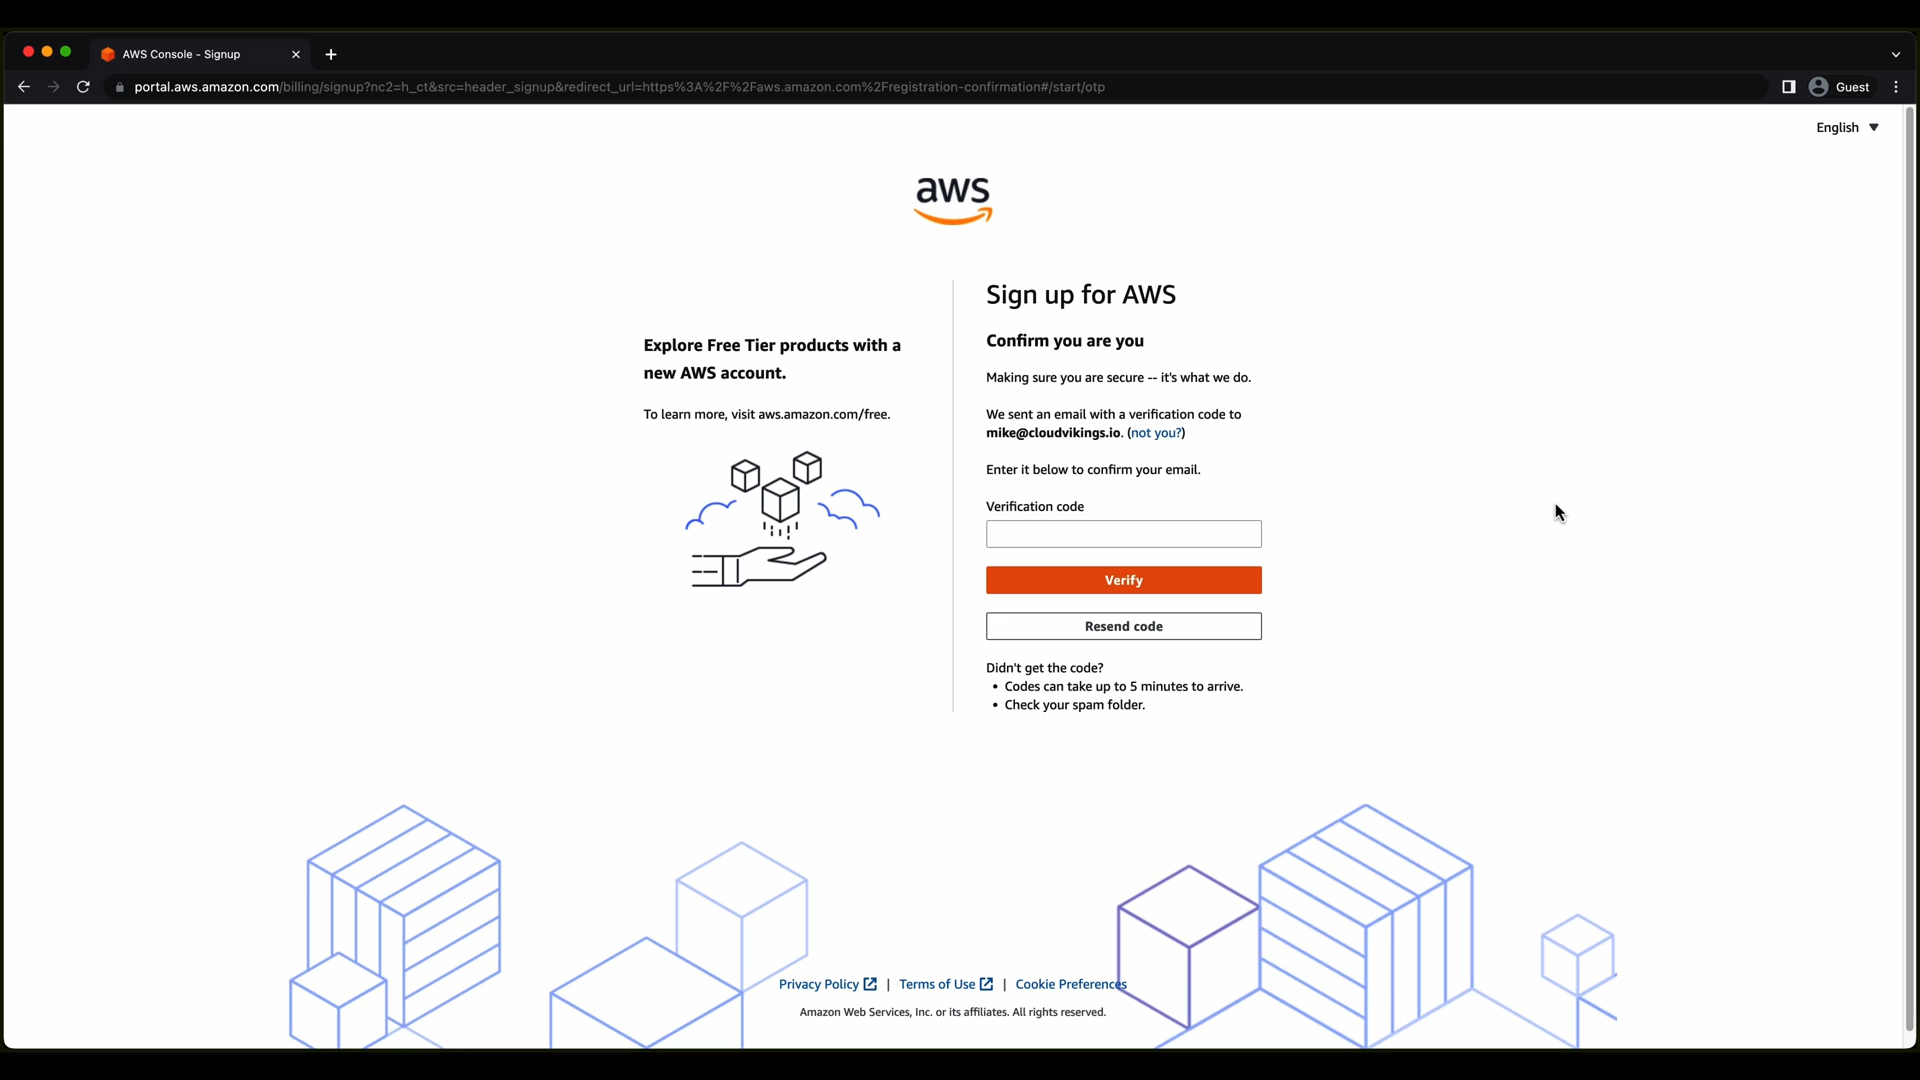 AWS Console - Signup
portal.aws.amazon.com/billing/signup?nc2=h_ct&src=header_signup&redirect_url=https%3A%2F%2Faws.amazon.com%2Fregistration-confirmation#/start/otp
Guest
English
aws
Explore Free Tier products with a
new AWS account.
To learn more, visit aws.amazon.com/free.
Sign up for AWS
Confirm you are you
Making sure you are secure -- it's what we do.
We sent an email with a verification code to
mike@cloudvikings.io. (not you?)
Enter it below to confirm your email.
Verification code
Verify
Resend code
Didn't get the code?
• Codes can take up to 5 minutes to arrive.
• Check your spam folder.
Privacy Policy | Terms of Use | Cookie Preferences
Amazon Web Services, Inc. or its affiliates. All rights reserved.